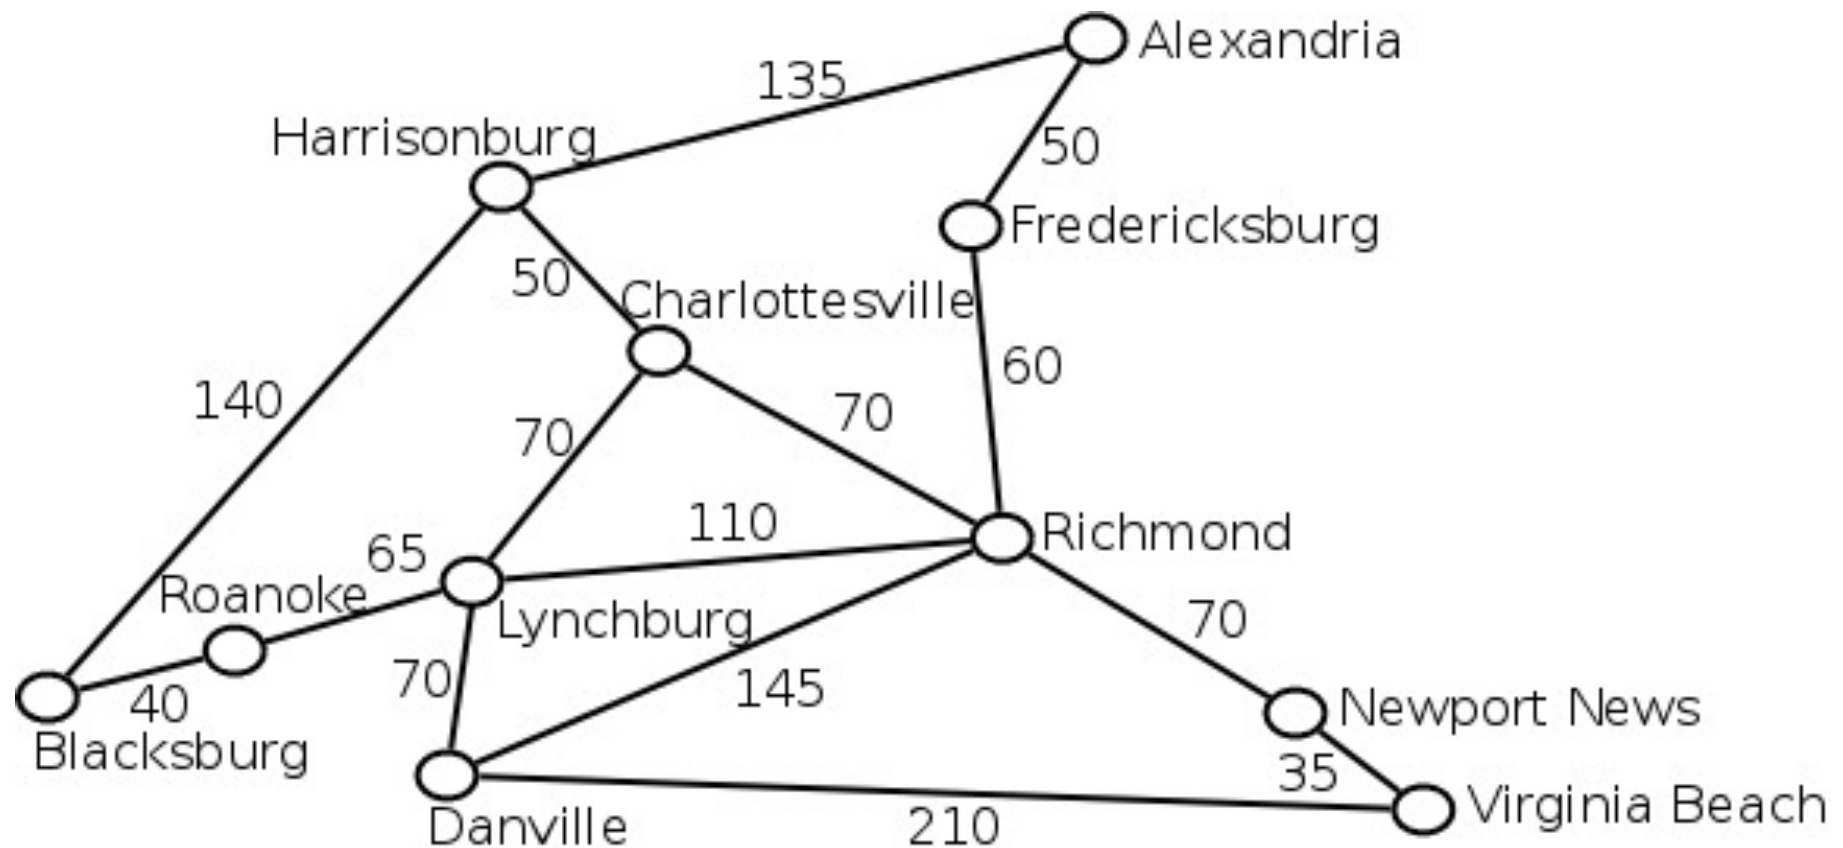 Alexandria
135
Harrisonburg
50
Fredericksburg
50
Charlottesville
60
140
70
70
110
Richmond
65
Roanoke
Lynchburg
70
70
145
40
Newport News
Blacksburg
35
Virginia Beach
Danville
210